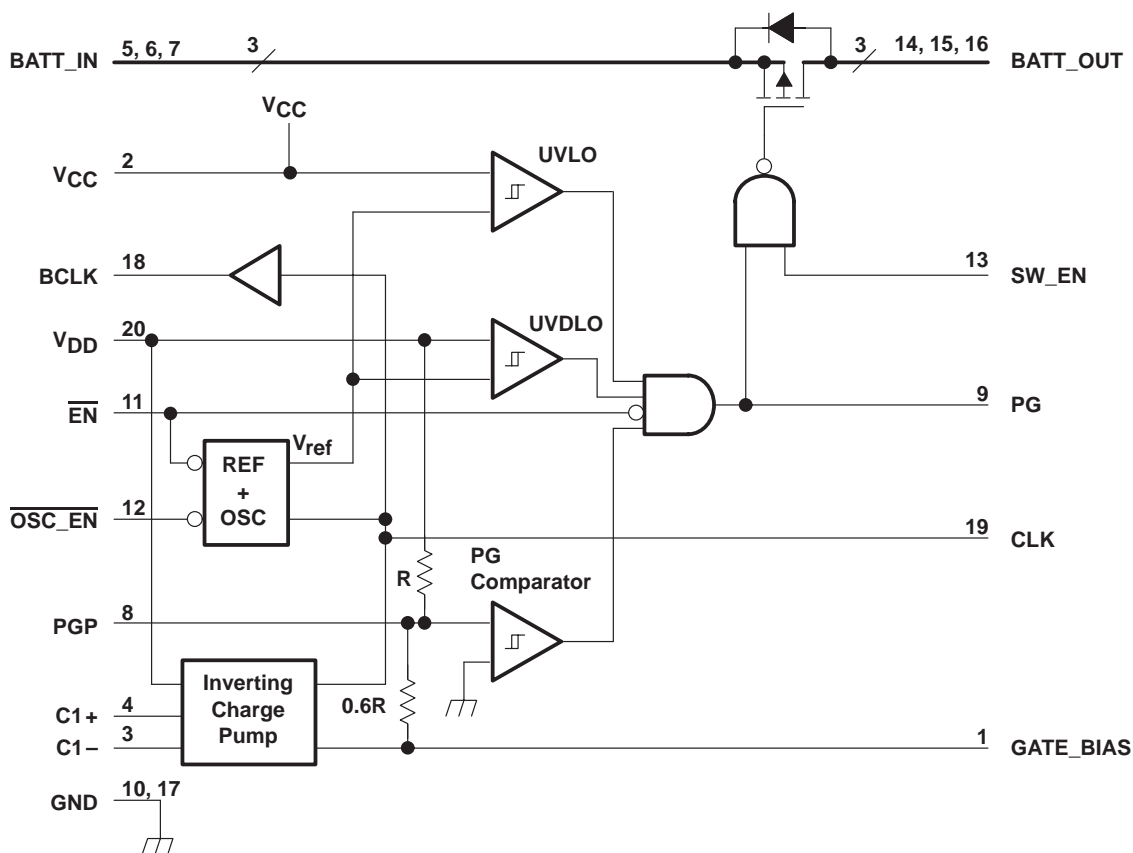 BATT_IN
5, 6, 7
3
3
14, 15, 16
BATT_OUT
VCC
VCC
2
UVLO
BCLK
18
13
SW_EN
VDD
20
UVDLO
EN
11
9
PG
Vref
REF
+
OSC
OSC_EN
12
19
CLK
R
PG
Comparator
PGP
8
Inverting
Charge
Pump
0.6R
C1+
4
C1–
3
1
GATE_BIAS
GND
10, 17